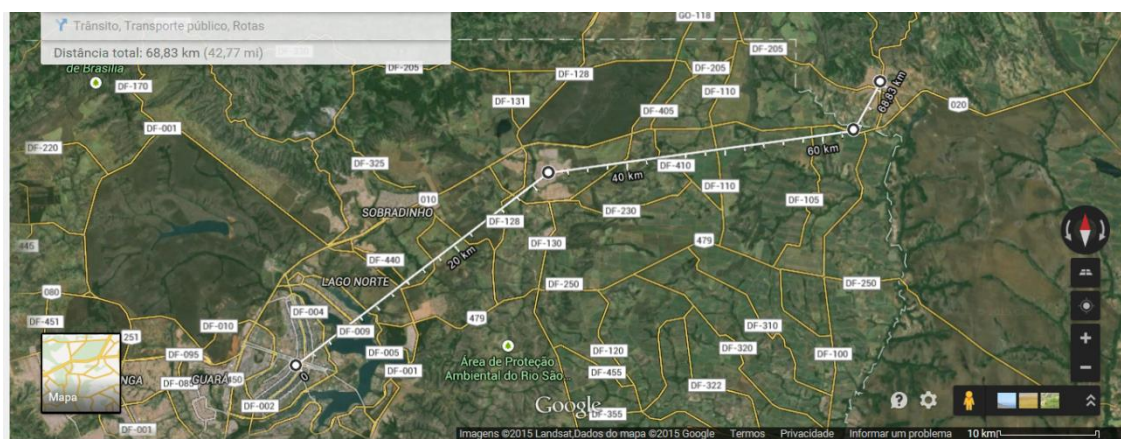 Trânsito, Transporte público, Rotas
Distância total: 68,83 km (42,77 mi)
de Brasília
GO-118
DF-205
DF-205
DF-128
DF-205
DF-170
DF-131
DF-110
020
68,83 km
DF-405
DF-001
DF-220
DF-325
60 km
40 km
DF-410
DF-110
010
DF-105
SOBRADINHO
DF-128
DF-230
445
20 km
DF-130
479
DF-440
LAGO NORTE
DF-250
DF-250
080
DF-004
DF-451
DF-010
DF-009
479
DF-310
251
DF-095
DF-005
Área de Proteção
Ambiental do Rio São...
DF-120
DF-320
DF-100
0
NGA
DF-085
GUARÁ
450
DF-001
DF-455
DF-322
Mapa
DF-002
Google
DF-355
DF-001
Imagens ©2015 Landsat,Dados do mapa ©2015 Google Termos Privacidade Informar um problema 10 km